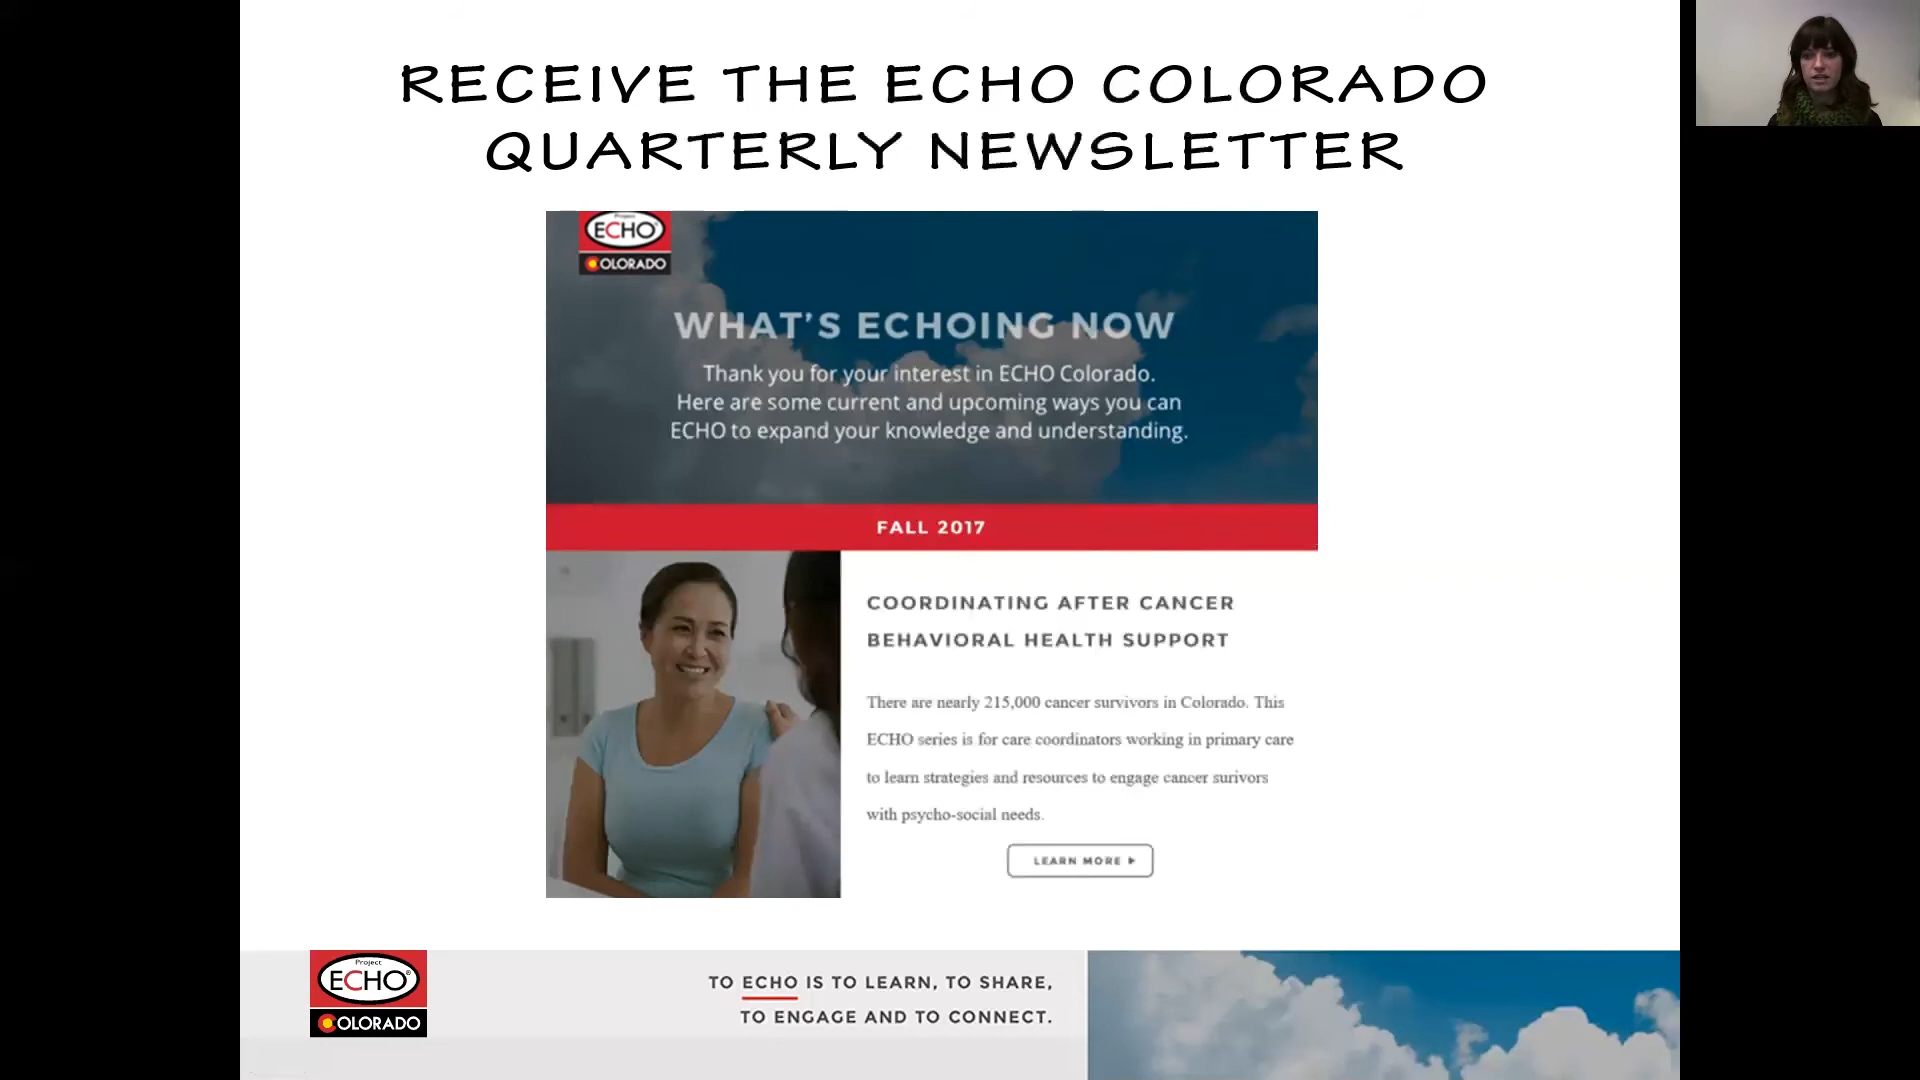 RECEIVE THE ECHO COLORADO
QUARTERLY NEWSLETTER
Project
ECHO
COLORADO
WHAT'S ECHOING NOW
Thank you for your interest in ECHO Colorado.
Here are some current and upcoming ways you can
ECHO to expand your knowledge and understanding.
FALL 2017
COORDINATING AFTER CANCER
BEHAVIORAL HEALTH SUPPORT
There are nearly 215,000 cancer survivors in Colorado. This
ECHO series is for care coordinators working in primary care
to learn strategies and resources to engage cancer surivors
with psycho-social needs.
LEARN MORE
Project
ECHO®
COLORADO
TO ECHO IS TO LEARN, TO SHARE,
TO ENGAGE AND TO CONNECT.